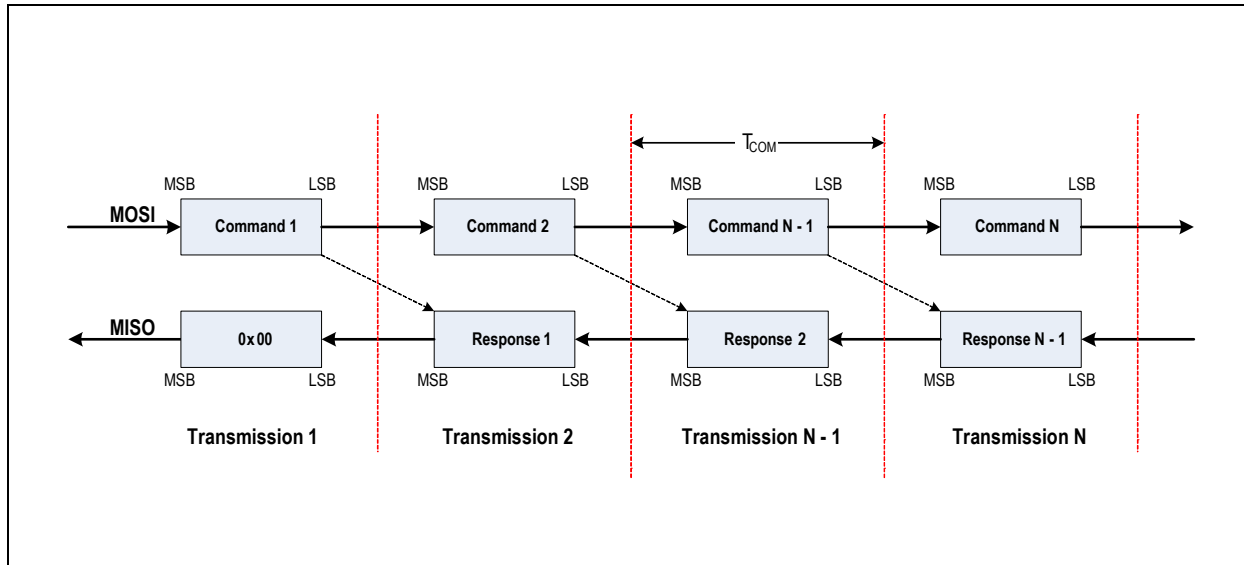 TCOM
MSB LSB MSB LSB MSB LSB MSB LSB
MOSI Command 1 Command 2 Command N - 1 Command N
MISO 0x00 Response 1 Response 2 Response N - 1
MSB LSB MSB LSB MSB LSB MSB LSB
Transmission 1 Transmission 2 Transmission N - 1 Transmission N